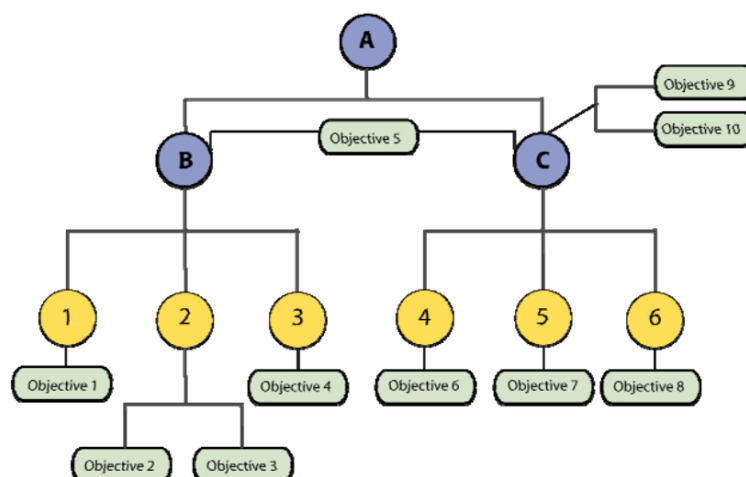 A
Objective 9
Objective 5
Objective 10
B
C
1
2
3
4
5
6
Objective 1
Objective 4
Objective 6
Objective 7
Objective 8
Objective 2
Objective 3